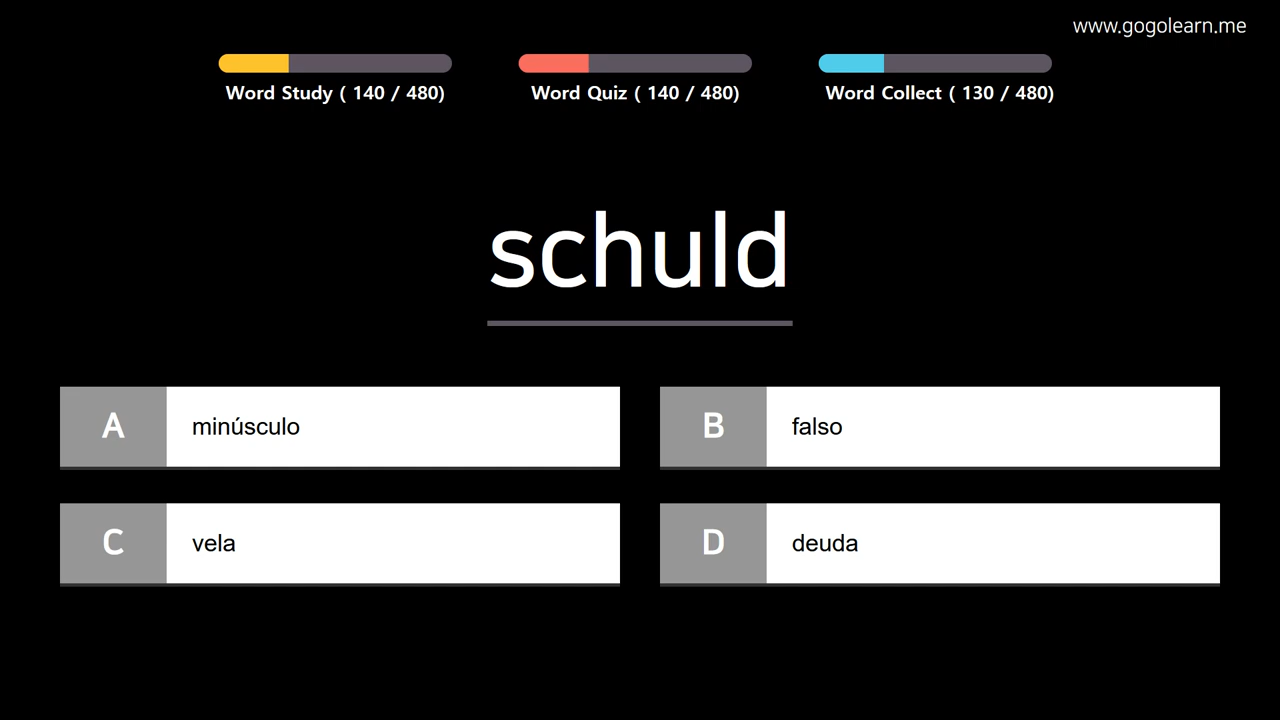 www.gogolearn.me
Word Study ( 140 / 480)
Word Quiz ( 140 / 480)
Word Collect ( 130 / 480)
schuld
A minúsculo
B falso
C vela
D deuda